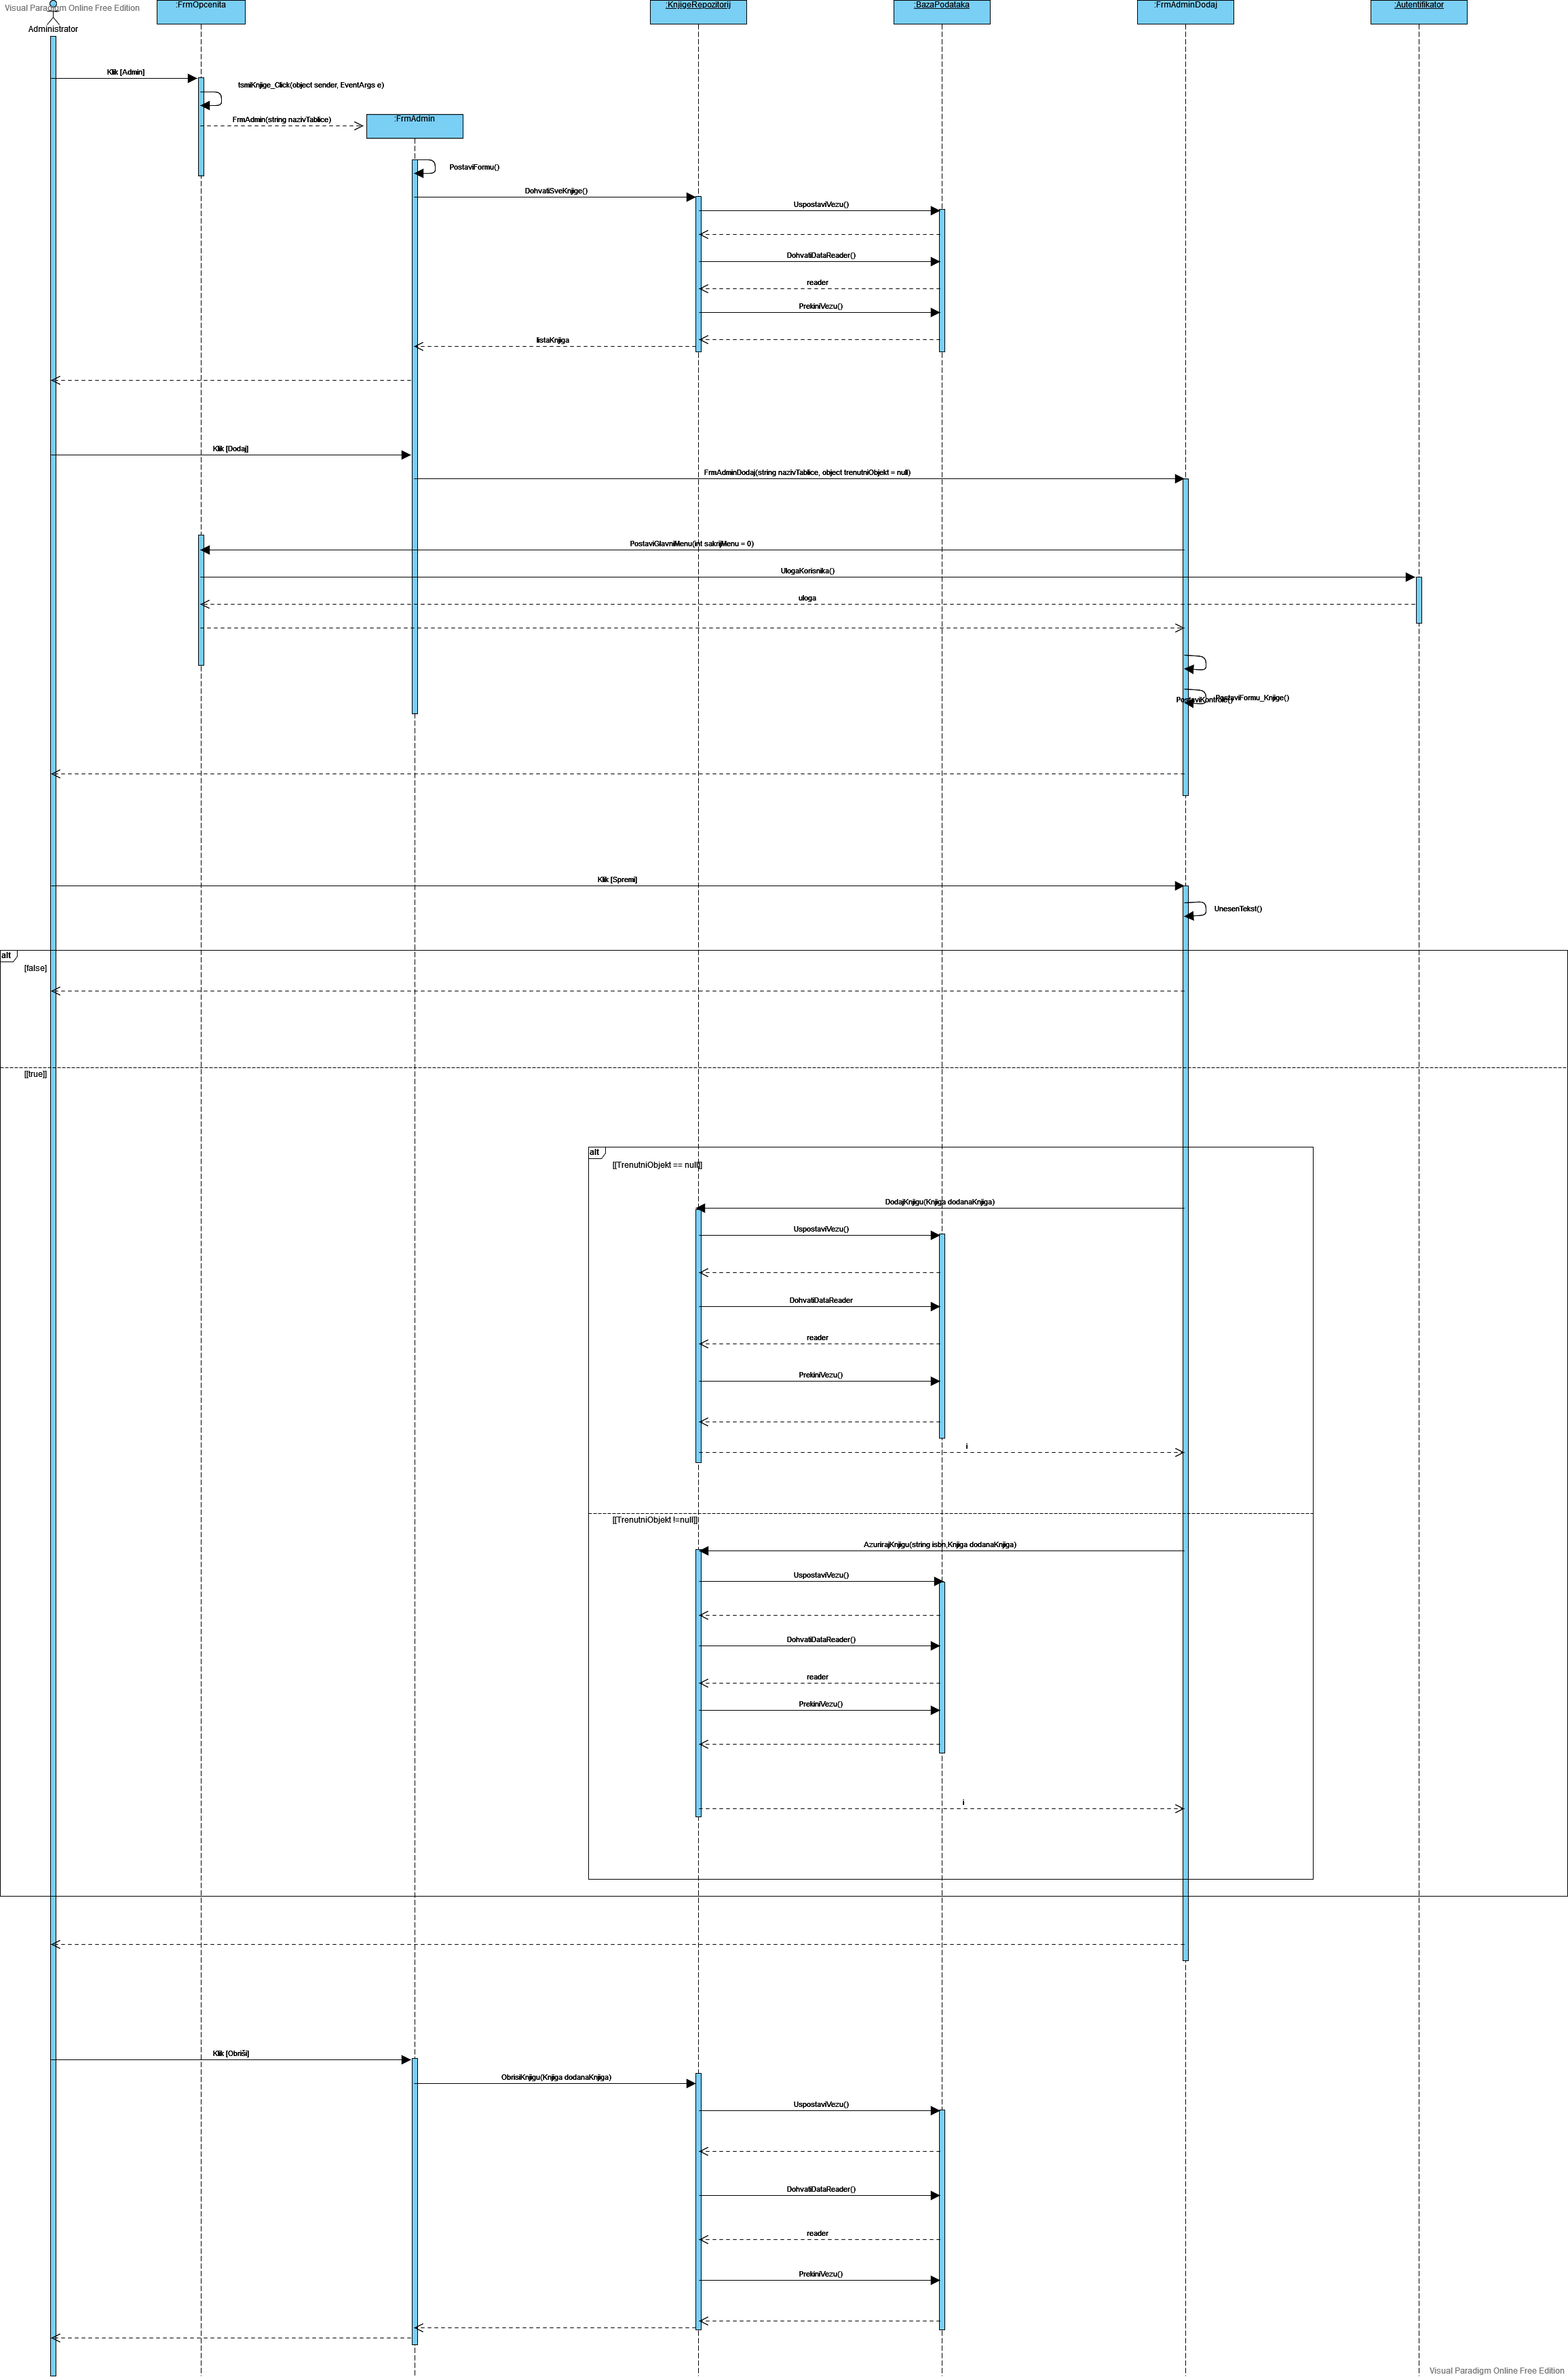 Visual Paradigm Online Free Edition
:FrmOpcenita
:KnjigeRepozitorij
:BazaPodataka
:FrmAdminDodaj
:Autentifikator
Administrator
Klik [Admin]
tsmiKnjige_Click(object sender, EventArgs e)
FrmAdmin(string nazivTablice)
:FrmAdmin
PostaviFormu()
DohvatiSveKnjige()
UspostaviVezu()
DohvatiDataReader()
reader
PrekiniVezu()
listaKnjiga
Klik [Dodaj]
FrmAdminDodaj(string nazivTablice, object trenutniObjekt = null)
PostaviGlavniMenu(int sakrijMenu = 0)
UlogaKorisnika()
uloga
PostaviKontrole()
PostaviFormu_Knjige()
Klik [Spremi]
UnesenTekst()
alt
[false]
[[true]]
alt
[[TrenutniObjekt == null]]
DodajKnjigu(Knjiga dodanaKnjiga)
UspostaviVezu()
DohvatiDataReader
reader
PrekiniVezu()
i
[[TrenutniObjekt !=null]]
AzurirajKnjigu(string isbn,Knjiga dodanaKnjiga)
UspostaviVezu()
DohvatiDataReader()
reader
PrekiniVezu()
i
Klik [Obriši]
ObrisiKnjigu(Knjiga dodanaKnjiga)
UspostaviVezu()
DohvatiDataReader()
reader
PrekiniVezu()
Visual Paradigm Online Free Edition